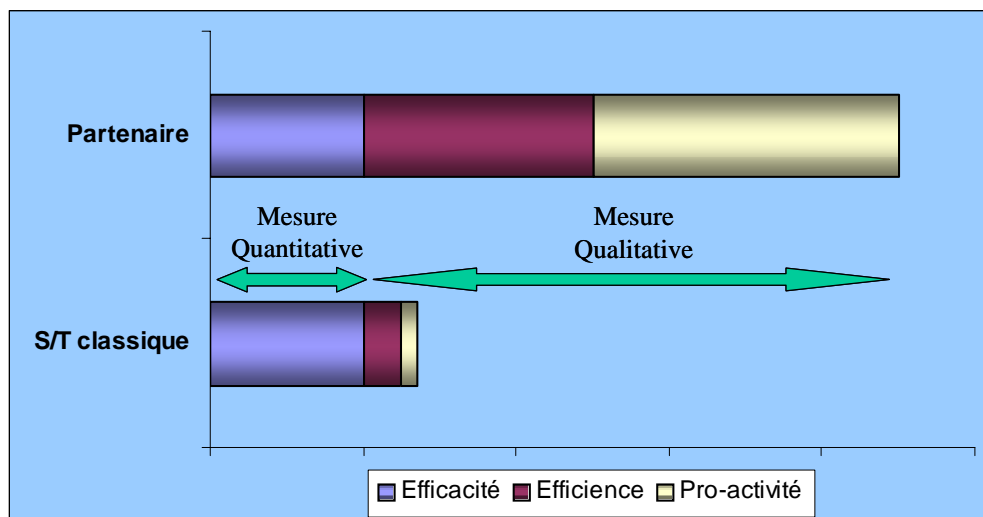 Partenaire
Mesure
Quantitative
Mesure
Qualitative
S/T classique
Efficacité
Efficience
Pro-activité